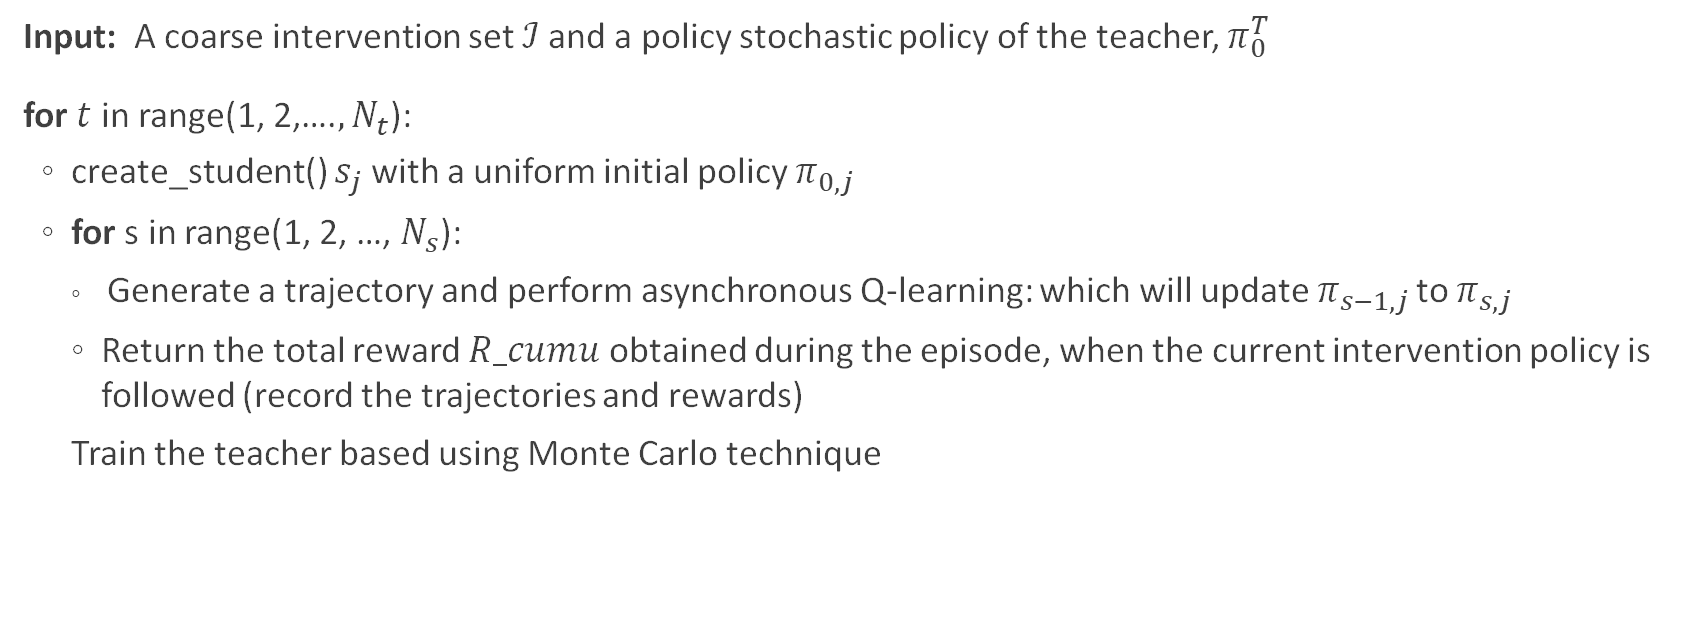 Input: A coarse intervention set ℐ and a policy stochastic policy of the teacher, π₀ᵀ
for t in range(1, 2,...., Nₜ):
◦ create_student() sⱼ with a uniform initial policy π₀,ⱼ
◦ for s in range(1, 2, ..., Nₛ):
◦ Generate a trajectory and perform asynchronous Q-learning: which will update πₛ₋₁,ⱼ to πₛ,ⱼ
◦ Return the total reward R_cumu obtained during the episode, when the current intervention policy is
followed (record the trajectories and rewards)
Train the teacher based using Monte Carlo technique